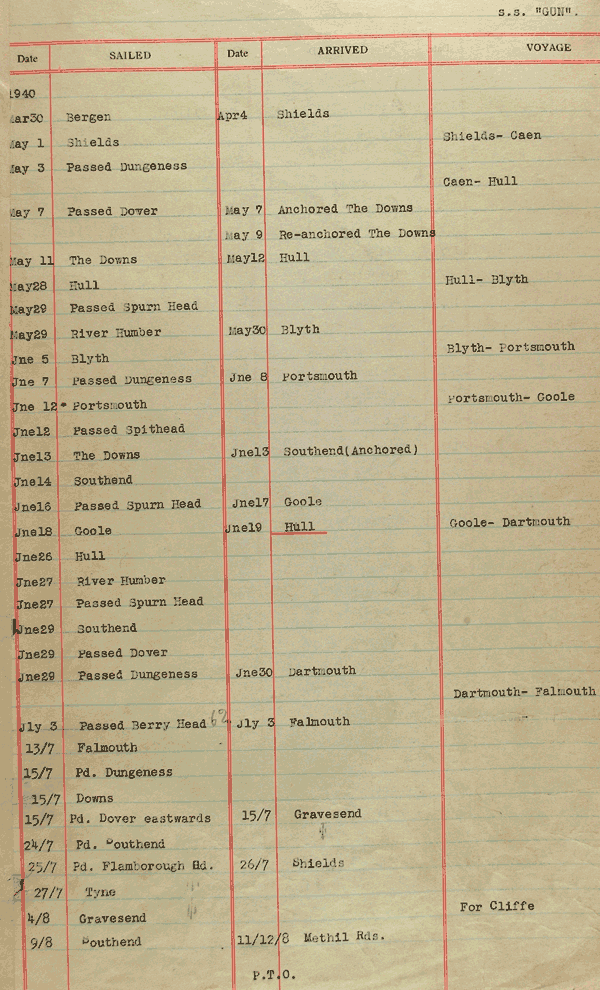 s.s. "GUN".
Date SAILED Date ARRIVED VOYAGE
1940
Mar30 Bergen Apr4 Shields
May 1 Shields Shields- Caen
May 3 Passed Dungeness
Caen- Hull
May 7 Passed Dover May 7 Anchored The Downs
May 9 Re-anchored The Downs
May 11 The Downs May12 Hull
May28 Hull Hull- Blyth
May29 Passed Spurn Head
May29 River Humber May30 Blyth
Jne 5 Blyth Blyth- Portsmouth
Jne 7 Passed Dungeness Jne 8 Portsmouth
Jne 12 Portsmouth Portsmouth- Goole
Jne12 Passed Spithead
Jne13 The Downs Jne13 Southend(Anchored)
Jne14 Southend
Jne16 Passed Spurn Head Jne17 Goole
Jne18 Goole Jne19 Hull Goole- Dartmouth
Jne26 Hull
Jne27 River Humber
Jne27 Passed Spurn Head
Jne29 Southend
Jne29 Passed Dover
Jne29 Passed Dungeness Jne30 Dartmouth
Dartmouth- Falmouth
Jly 3 Passed Berry Head Jly 3 Falmouth
13/7 Falmouth
15/7 Pd. Dungeness
15/7 Downs
15/7 Pd. Dover eastwards 15/7 Gravesend
24/7 Pd. Southend
25/7 Pd. Flamborough Hd. 26/7 Shields
27/7 Tyne
4/8 Gravesend For Cliffe
9/8 Southend 11/12/8 Methil Rds.
P.T.O.